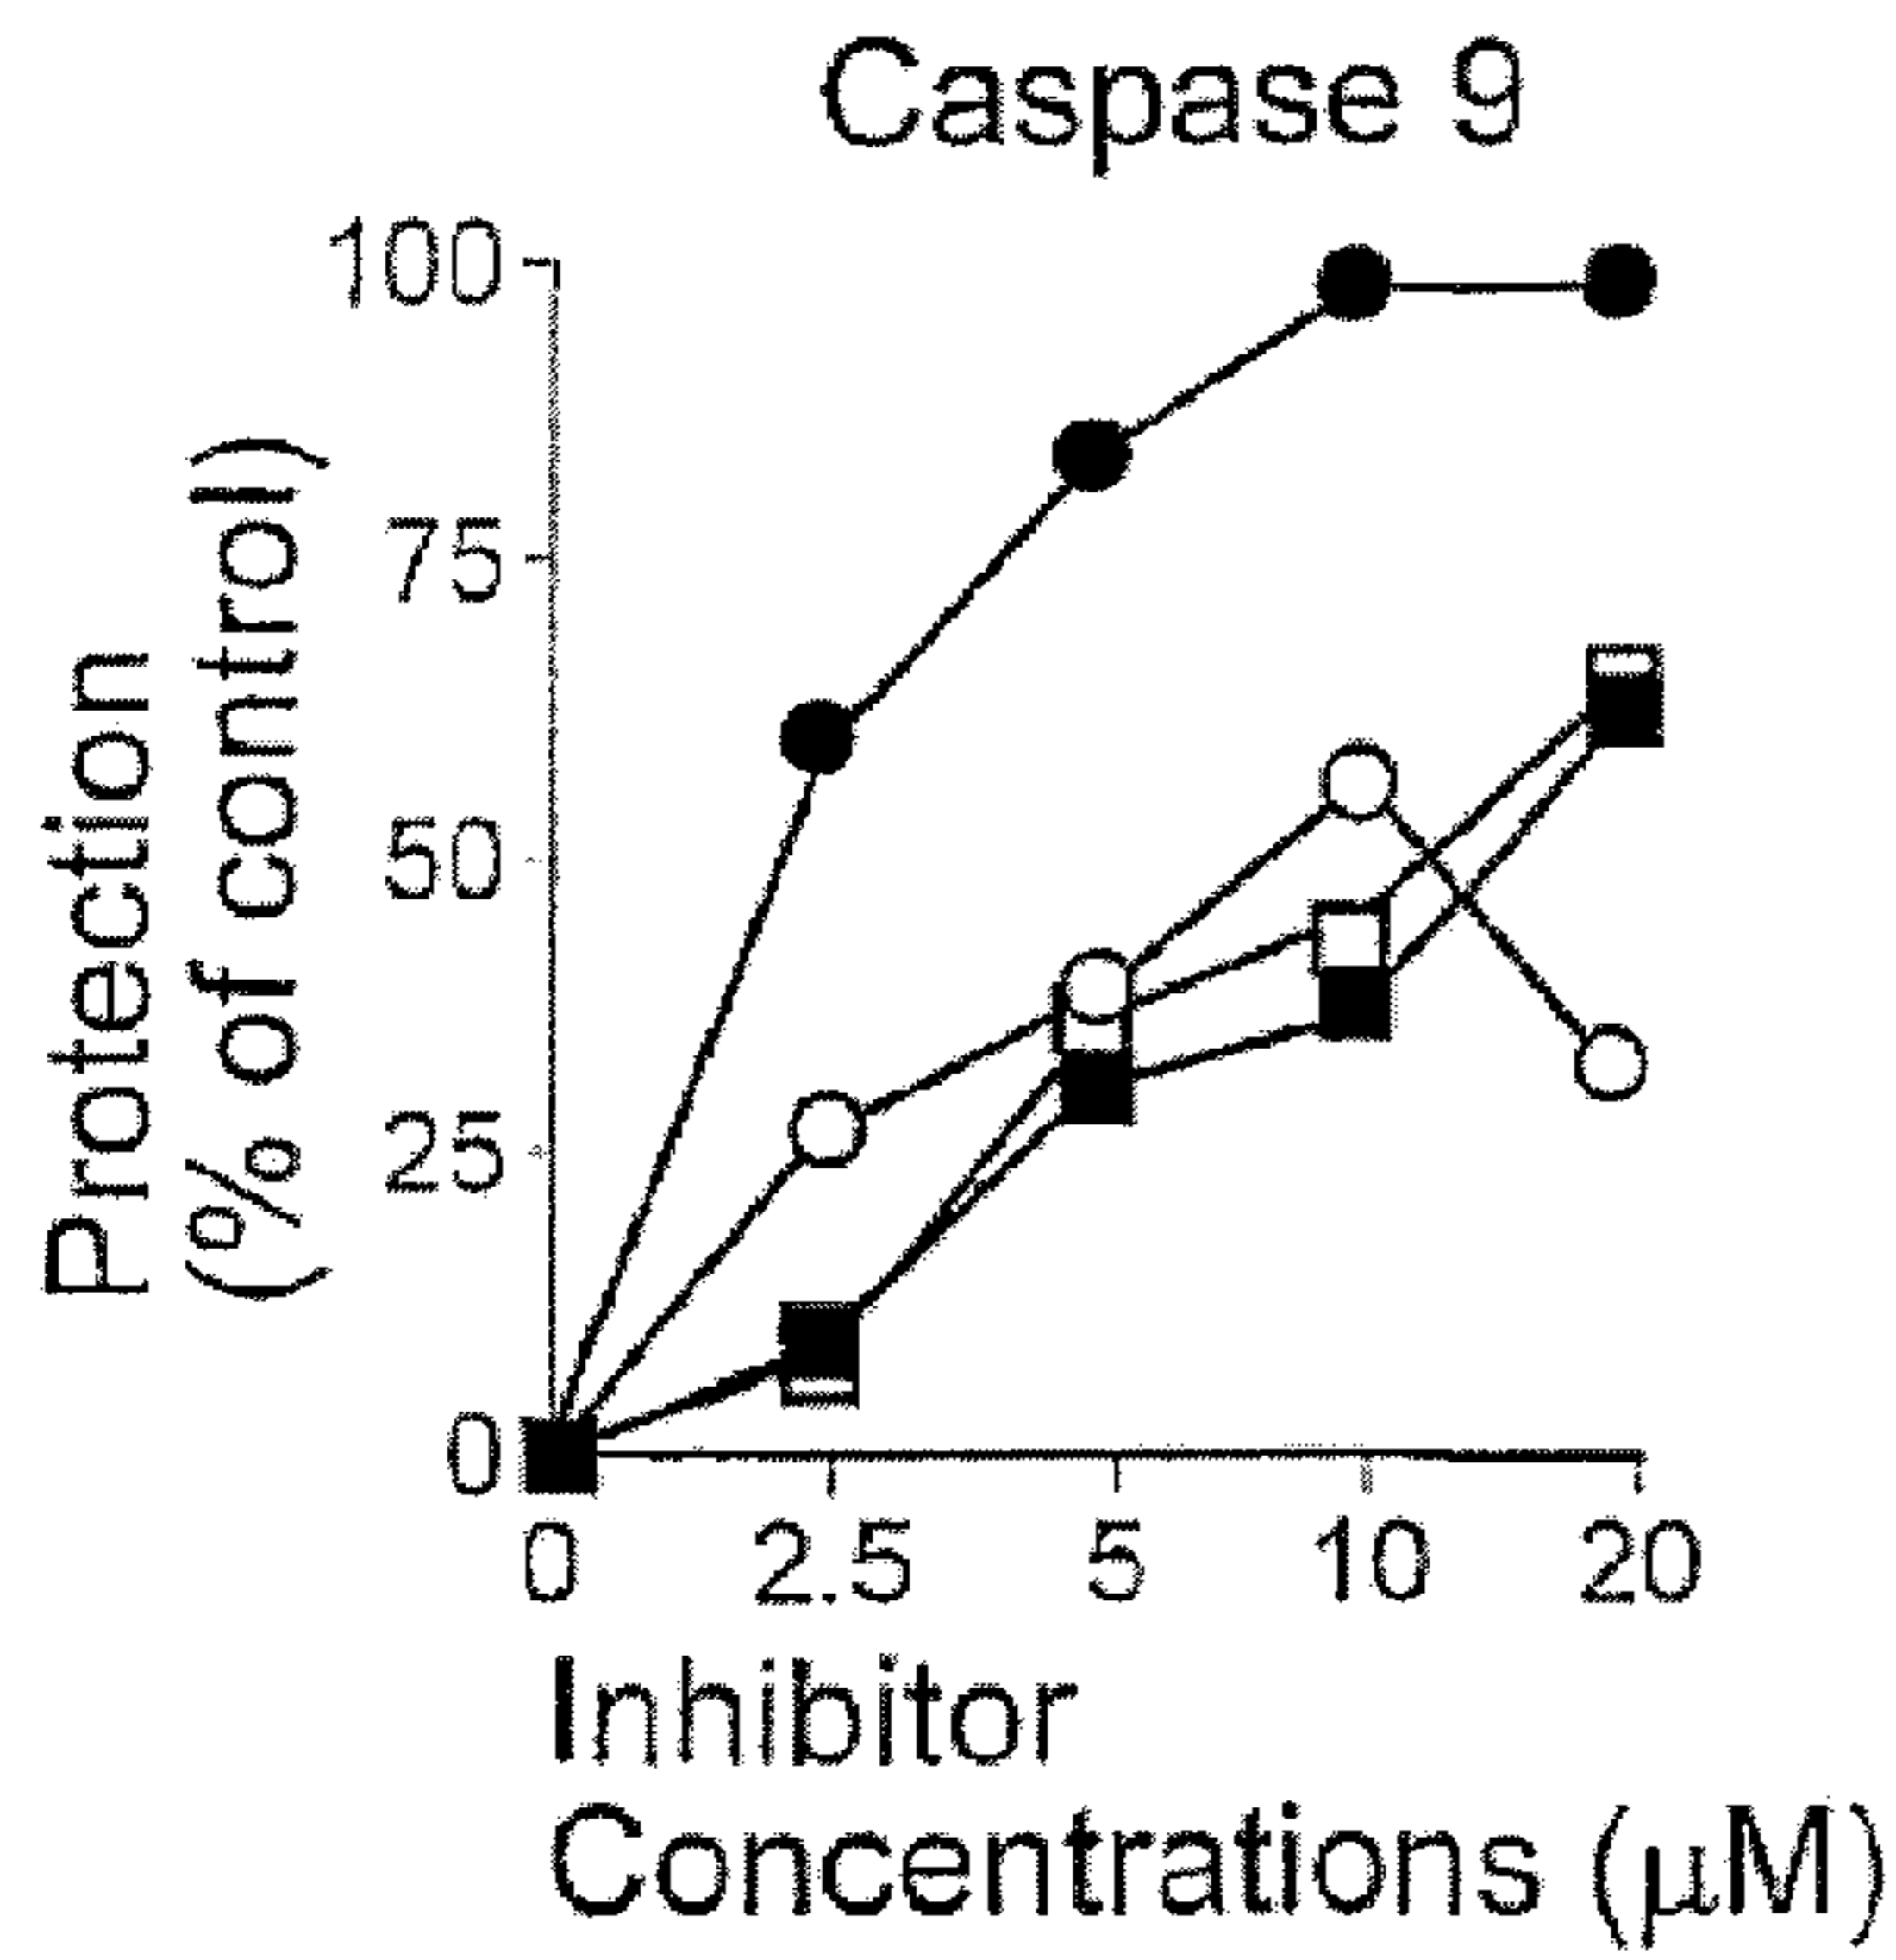 Caspase 9
Protection
(% of control)
100
75
50
25
0
0 2.5 5 10 20
Inhibitor
Concentrations (μM)